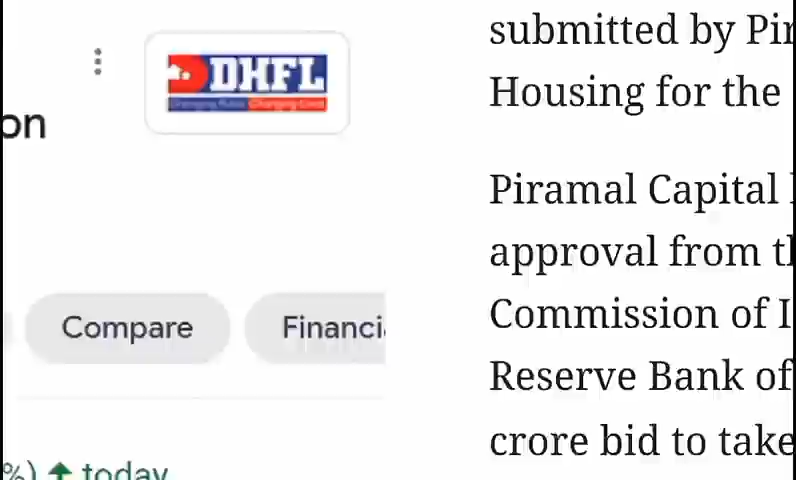 on
DHFL
Compare
Financi
%) ↑ today
submitted by Pir
Housing for the
Piramal Capital
approval from t
Commission of I
Reserve Bank of
crore bid to take